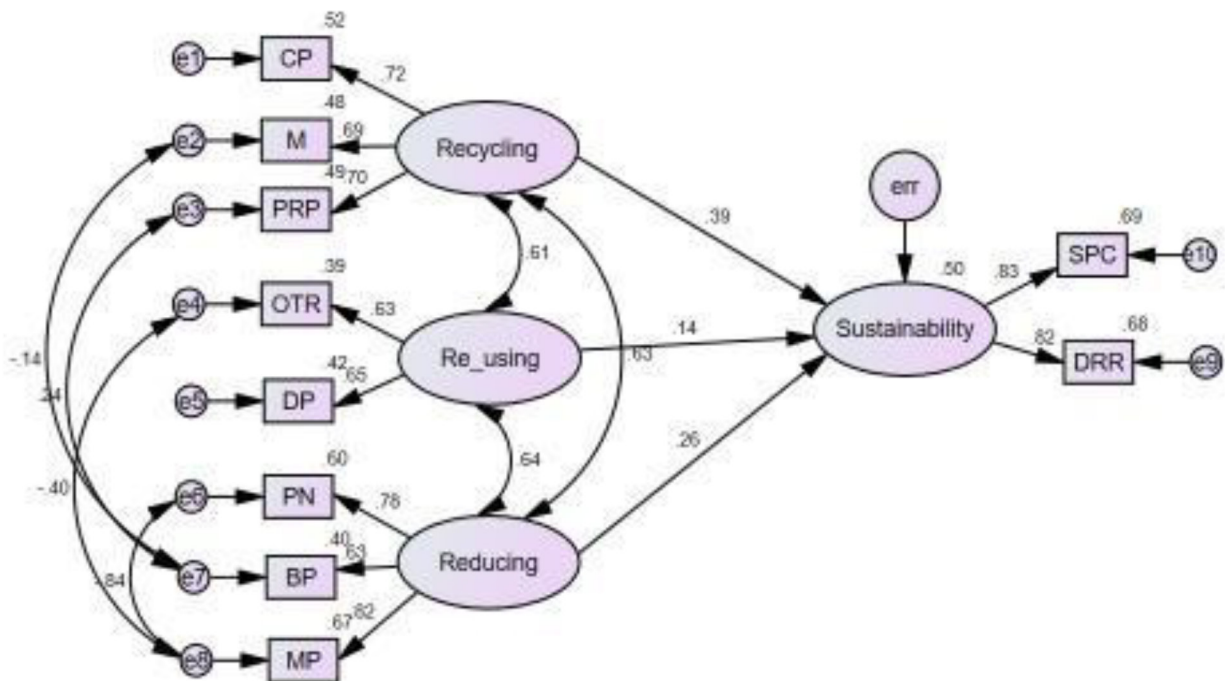 .52
e1
CP
.72
.48
e2
M
.69
Recycling
.49
.70
e3
PRP
err
.39
.61
.69
SPC
e10
.39
e4
OTR
.63
.50
.83
Sustainability
-.14
.14
.63
Re_using
.82
.68
DRR
e9
.24
.42
.65
e5
DP
.26
.64
-.40
.60
e6
PN
.78
.40
.63
Reducing
e7
BP
-.84
.67
.82
e8
MP